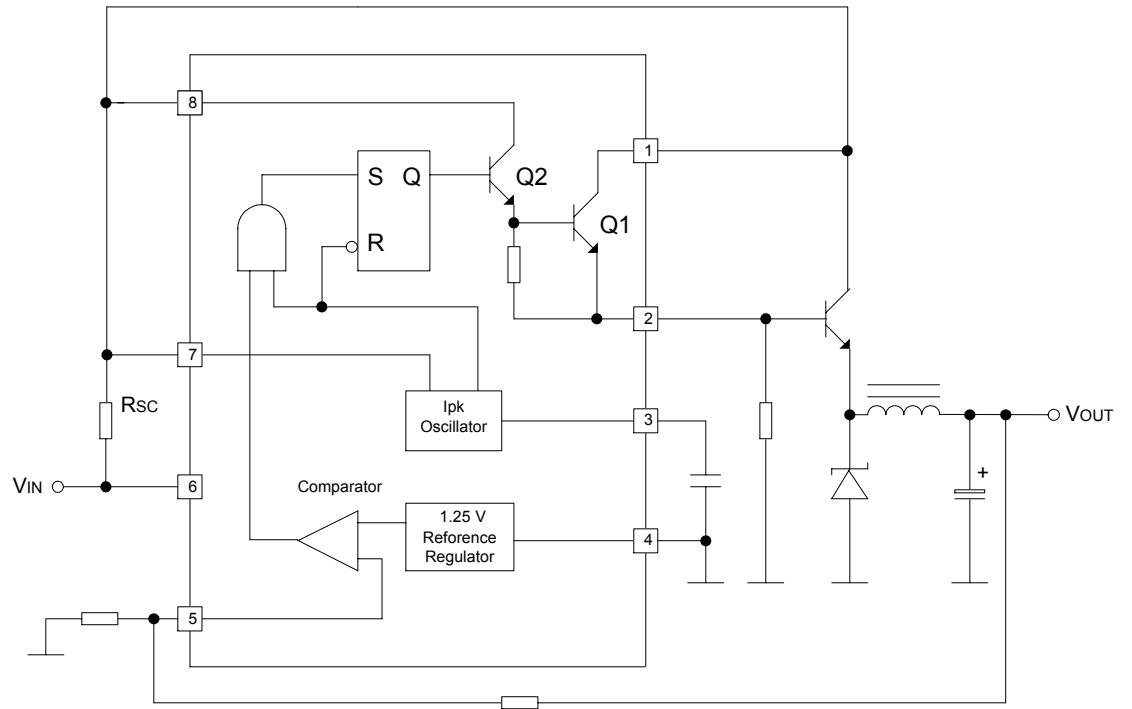 8
1
S Q
Q2
R
Q1
2
7
RSC
Ipk
Oscillator
3
VOUT
VIN
6
Comparator
+
1.25 V
Reforence
Regulator
4
5